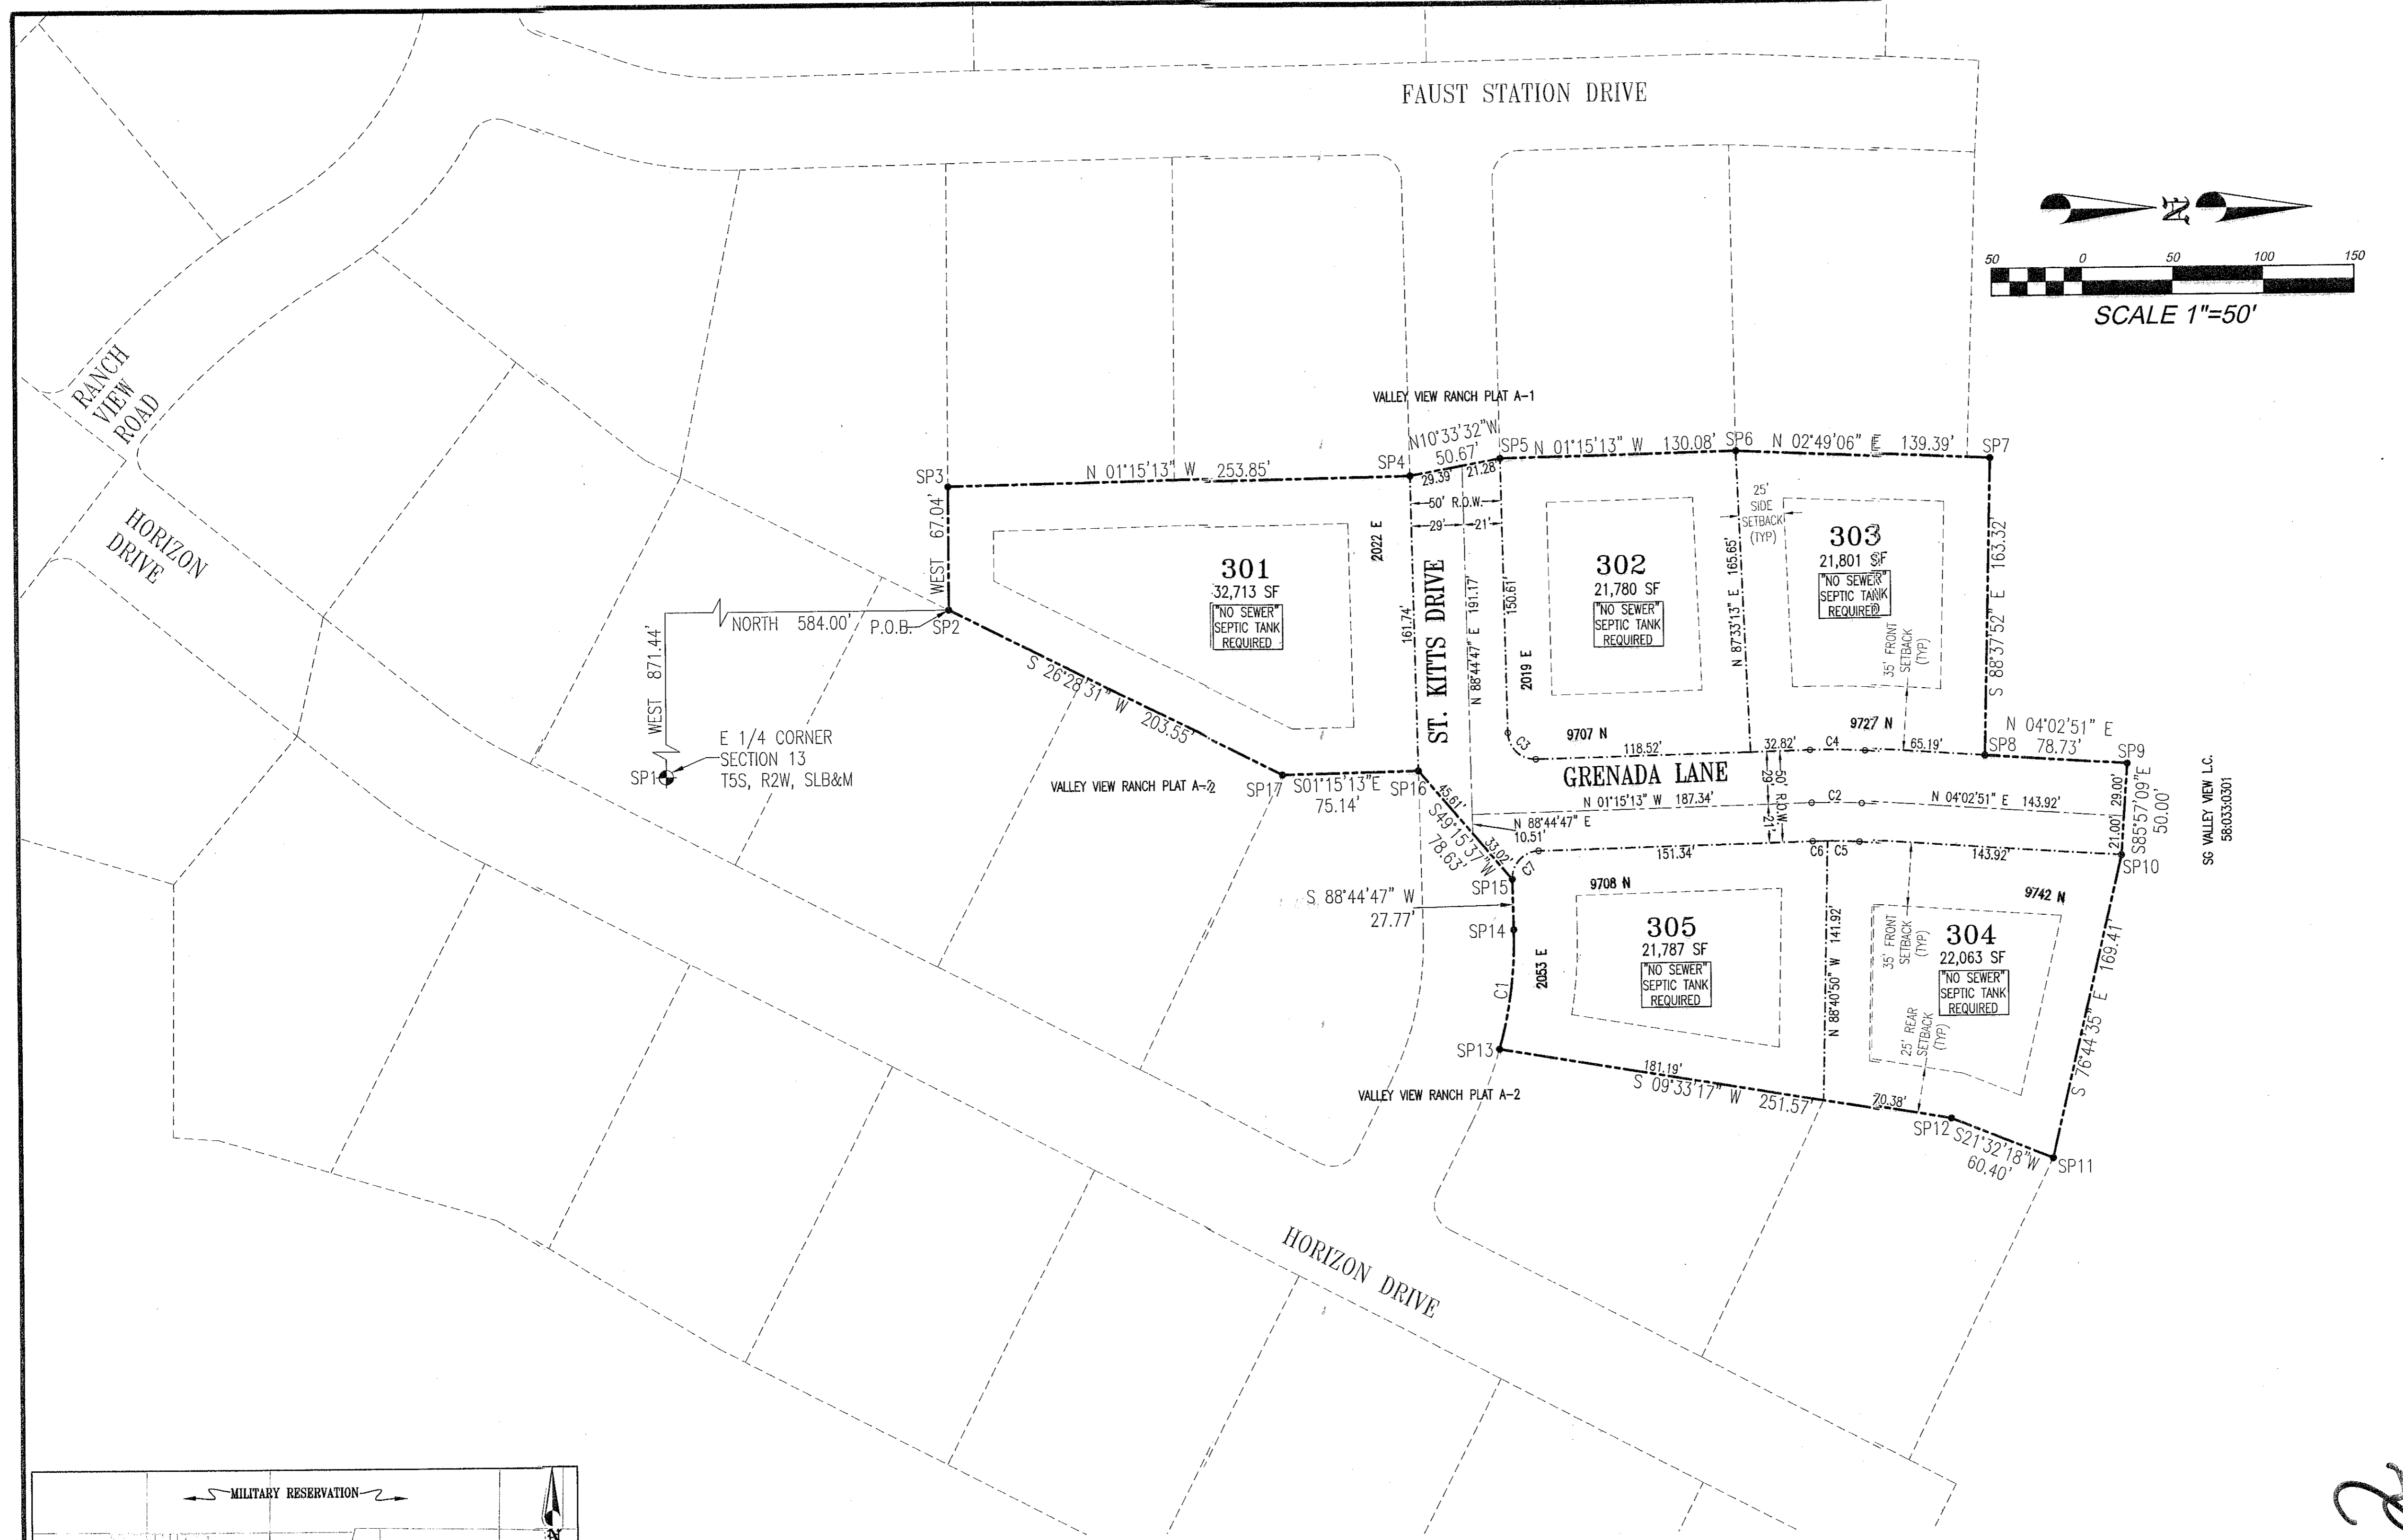 FAUST STATION DRIVE
N
50 0 50 100 150
SCALE 1"=50'
RANCH
VIEW
ROAD
HORIZON
DRIVE
VALLEY VIEW RANCH PLAT A-1
SP3
N 01°15'13" W 253.85'
SP4
N10°33'32"W
50.67'
29.39'
21.28'
SP5
N 01°15'13" W 130.08'
SP6
N 02°49'06" E 139.39'
SP7
WEST 67.04'
50' R.O.W.
29'
21'
2022 E
301
32,713 SF
"NO SEWER"
SEPTIC TANK
REQUIRED
161.74'
ST. KITTS DRIVE
N 88°44'47" E 191.17'
150.61'
2019 E
302
21,780 SF
"NO SEWER"
SEPTIC TANK
REQUIRED
N 87°33'13" E 165.65'
25'
SIDE
SETBACK
(TYP)
303
21,801 SF
"NO SEWER"
SEPTIC TANK
REQUIRED
35' FRONT
SETBACK
(TYP)
S 88°37'52" E 163.32'
WEST 871.44'
NORTH 584.00'
P.O.B.
SP2
S 26°28'31" W 203.55'
SP1
E 1/4 CORNER
SECTION 13
T5S, R2W, SLB&M
VALLEY VIEW RANCH PLAT A-2
SP17
S01°15'13"E
75.14'
SP16
9707 N
C3
118.52'
32.82'
C4
9727 N
65.19'
SP8
N 04°02'51" E
78.73'
SP9
GRENADA LANE
29'
50' R.O.W.
21'
N 01°15'13" W 187.34'
C2
N 04°02'51" E 143.92'
29.00'
21.00'
S85°57'09"E
50.00'
SG VALLEY VIEW L.C.
58:033:0301
45.61'
S49°15'37"W
78.63'
33.02'
N 88°44'47" E
10.51'
151.34'
C6
C5
143.92'
SP10
SP15
S 88°44'47" W
27.77'
SP14
9708 N
305
21,787 SF
"NO SEWER"
SEPTIC TANK
REQUIRED
2053 E
C1
N 88°40'50" W 141.92'
35' FRONT
SETBACK
(TYP)
9742 N
304
22,063 SF
"NO SEWER"
SEPTIC TANK
REQUIRED
25' REAR
SETBACK
(TYP)
S 76°44'35" E 169.41'
SP13
181.19'
S 09°33'17" W 251.57'
70.38'
SP12
S21°32'18"W
60.40'
SP11
VALLEY VIEW RANCH PLAT A-2
HORIZON DRIVE
MILITARY RESERVATION
N